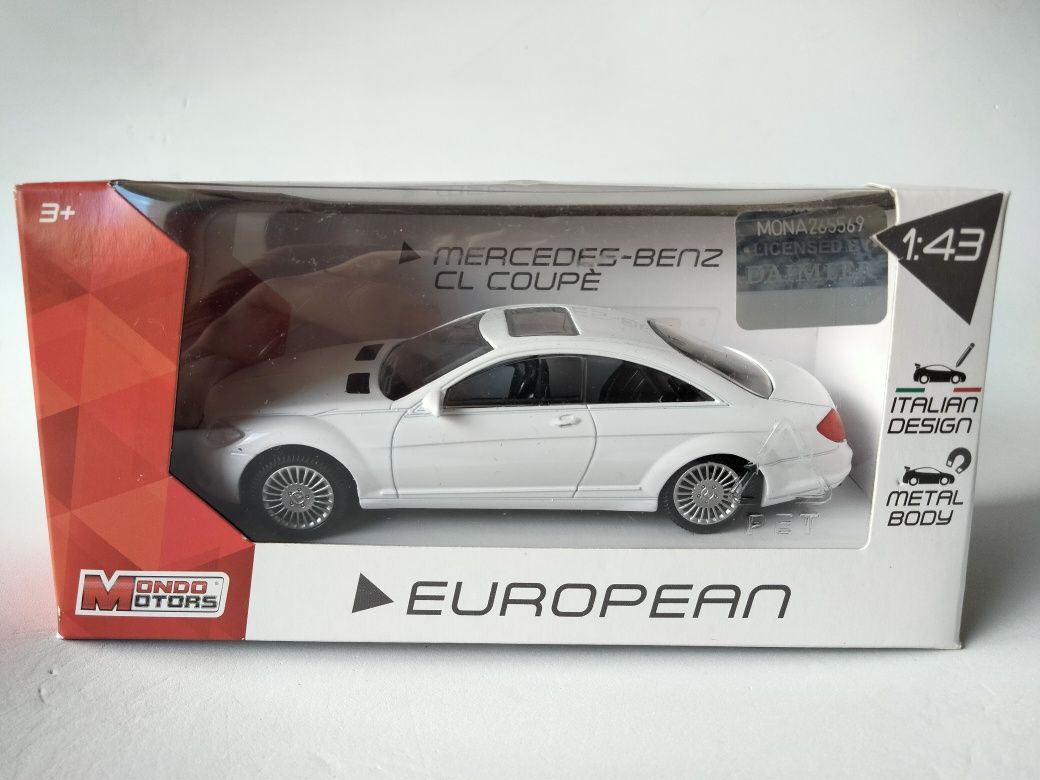 3+
MERCEDES-BENZ
CL COUPÈ
MONA265569
LICENSED BY
DAIMLER
1:43
ITALIAN
DESIGN
METAL
BODY
PET
MONDO
MOTORS
EUROPEAN